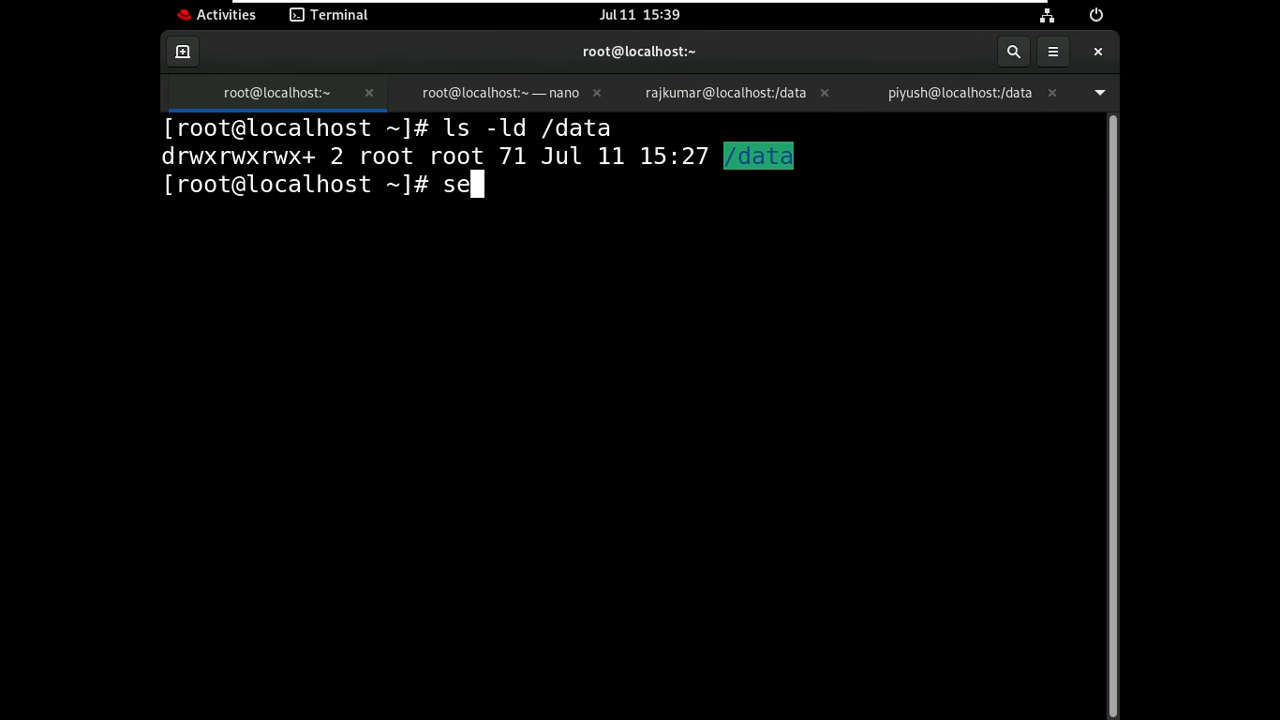 Activities Terminal Jul 11 15:39
root@localhost:~
root@localhost:~ root@localhost:~ — nano rajkumar@localhost:/data piyush@localhost:/data
[root@localhost ~]# ls -ld /data
drwxrwxrwx+ 2 root root 71 Jul 11 15:27 /data
[root@localhost ~]# se